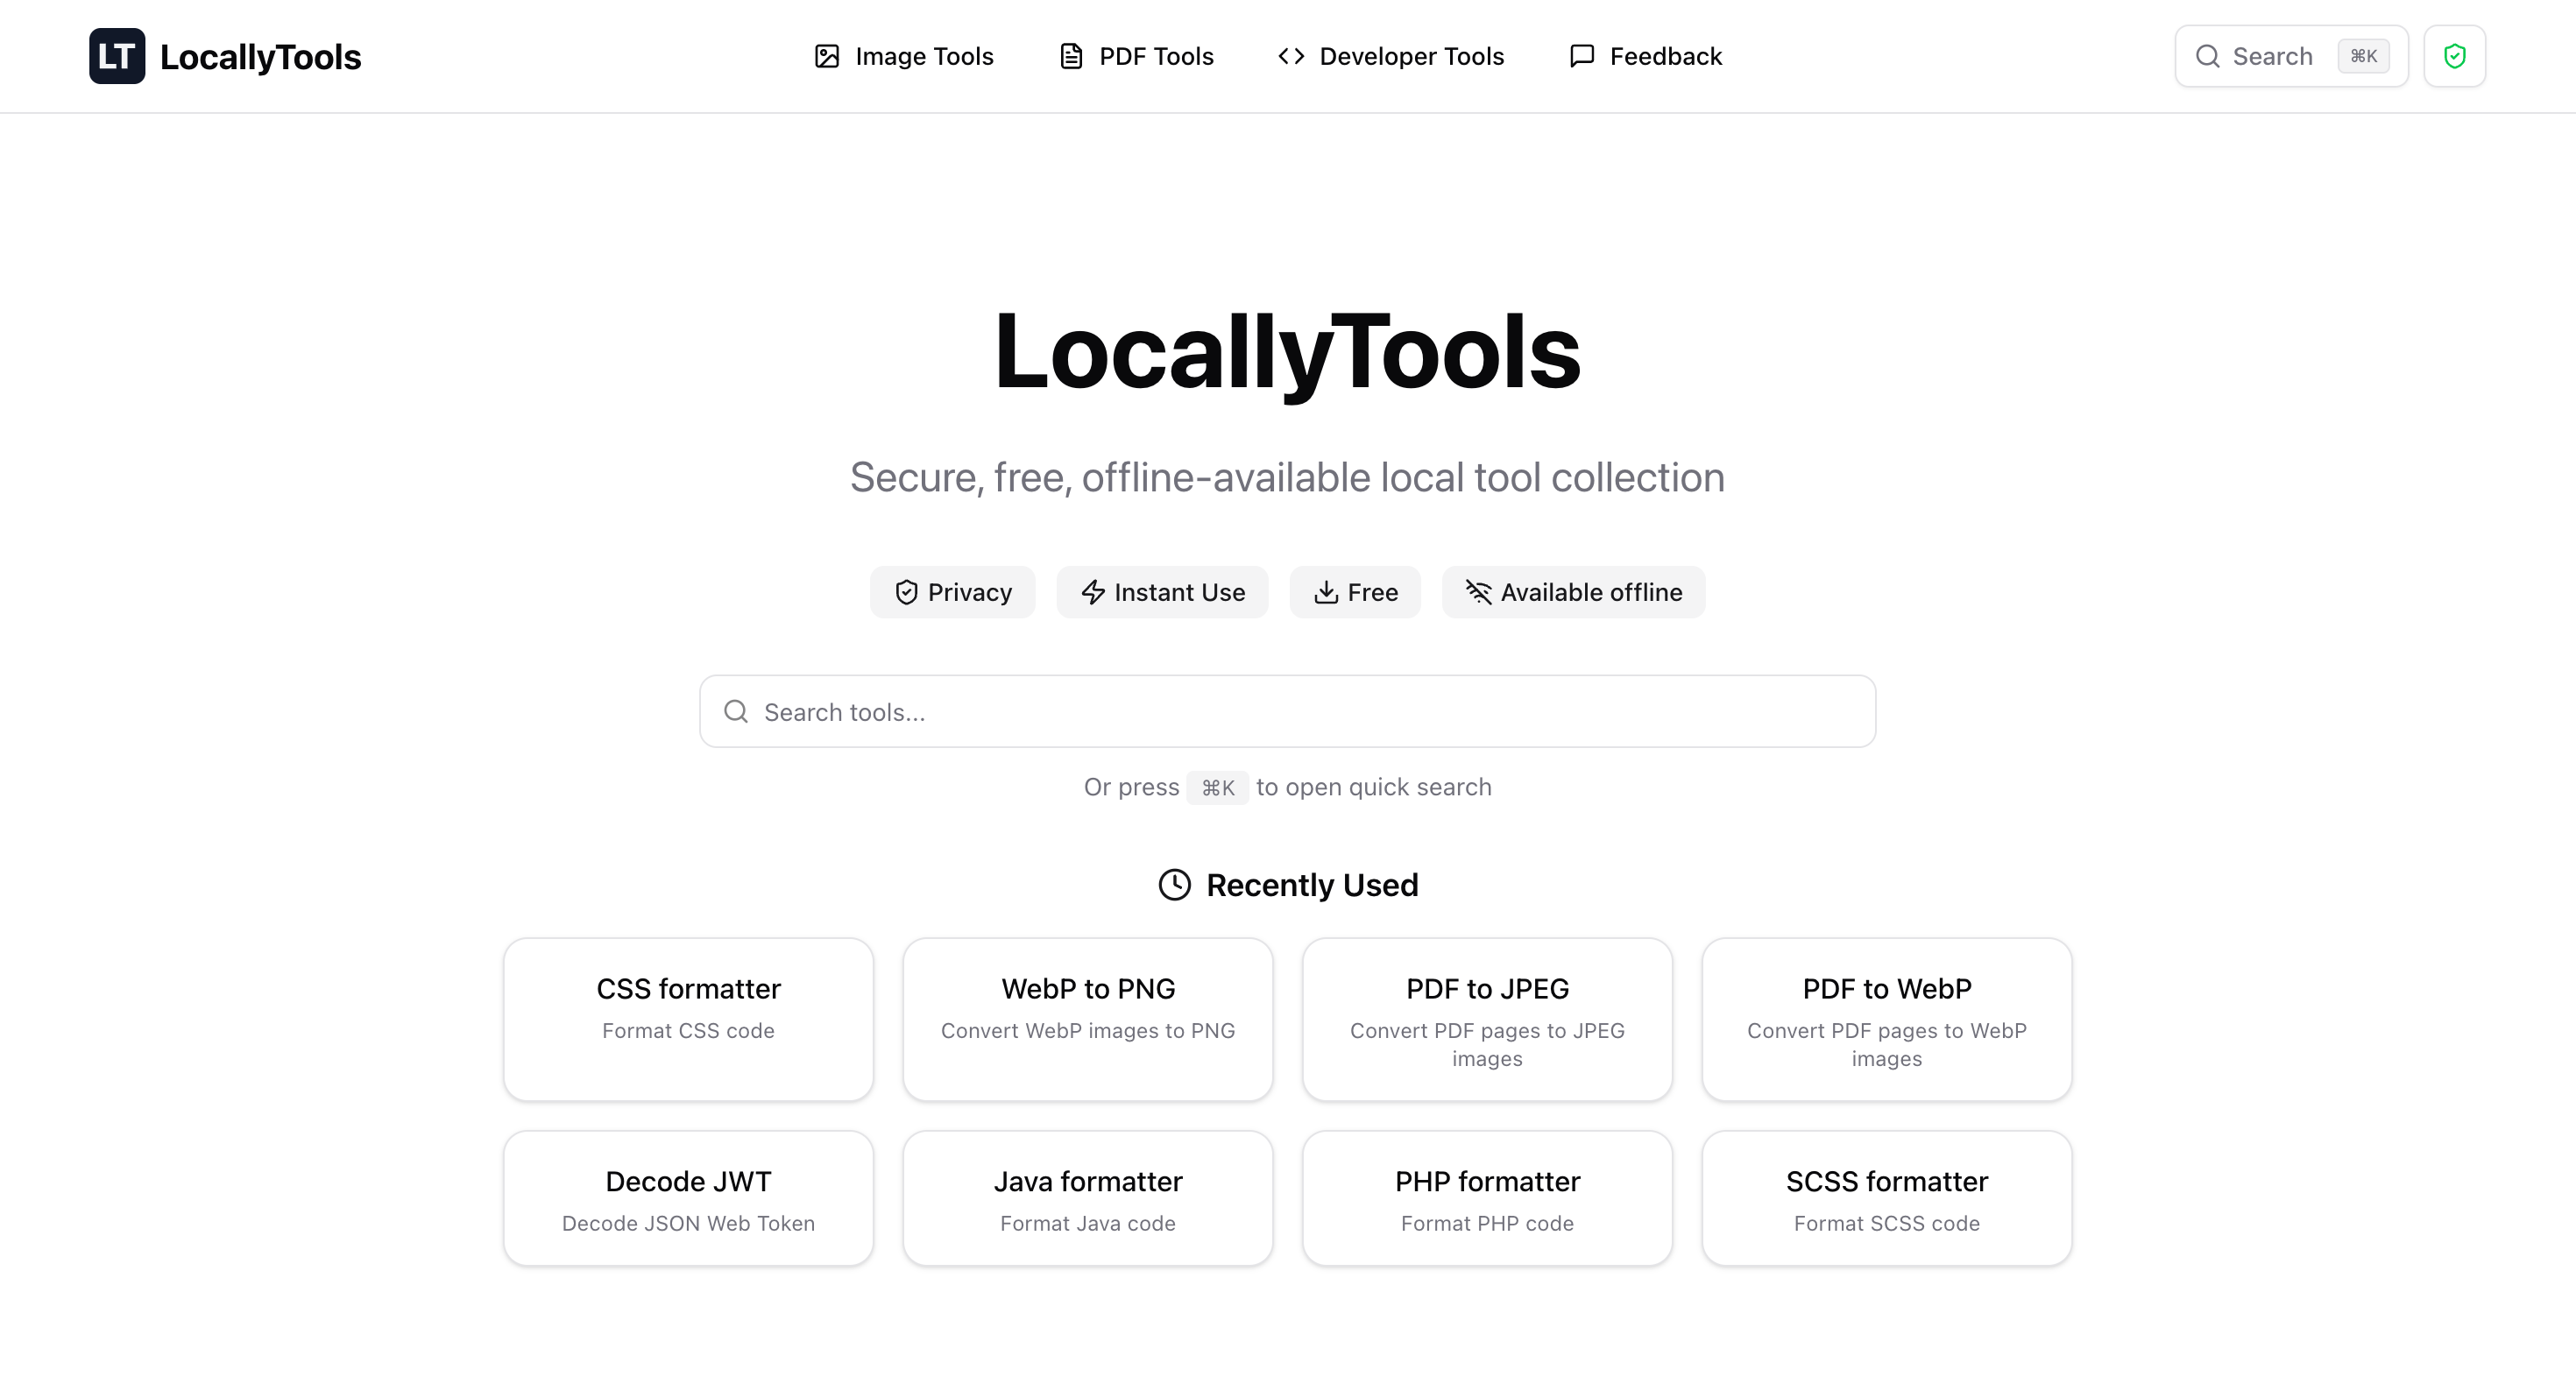 LT LocallyTools
Image Tools
PDF Tools
Developer Tools
Feedback
Search ⌘K
LocallyTools
Secure, free, offline-available local tool collection
Privacy
Instant Use
Free
Available offline
Search tools...
Or press ⌘K to open quick search
Recently Used
CSS formatter
Format CSS code
WebP to PNG
Convert WebP images to PNG
PDF to JPEG
Convert PDF pages to JPEG
images
PDF to WebP
Convert PDF pages to WebP
images
Decode JWT
Decode JSON Web Token
Java formatter
Format Java code
PHP formatter
Format PHP code
SCSS formatter
Format SCSS code